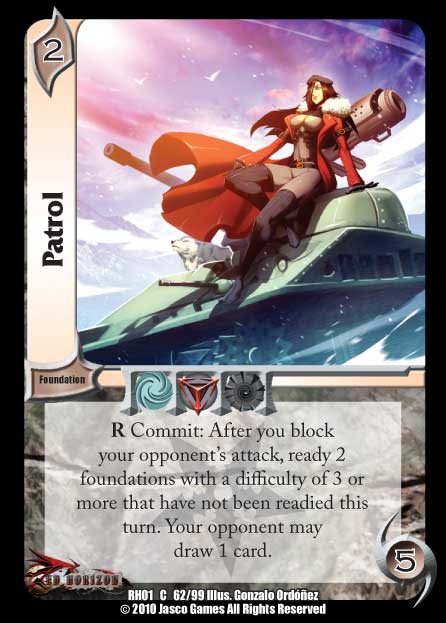 2
Patrol
Foundation
R Commit: After you block
your opponent's attack, ready 2
foundations with a difficulty of 3 or
more that have not been readied this
turn. Your opponent may
draw 1 card.
5
RED HORIZON
RH01 C 62/99 Illus. Gonzalo Ordóñez
© 2010 Jasco Games All Rights Reserved